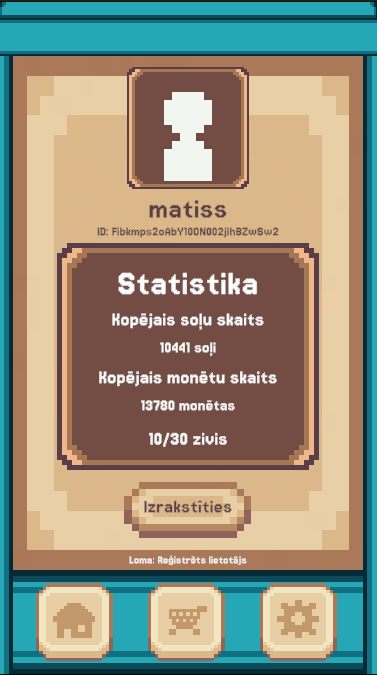 matiss
ID: Fibkmps2oAbY100N002jlhBZwSw2
Statistika
Kopējais soļu skaits
10441 soļi
Kopējais monētu skaits
13780 monētas
10/30 zivis
Izrakstīties
Loma: Reģistrēts lietotājs